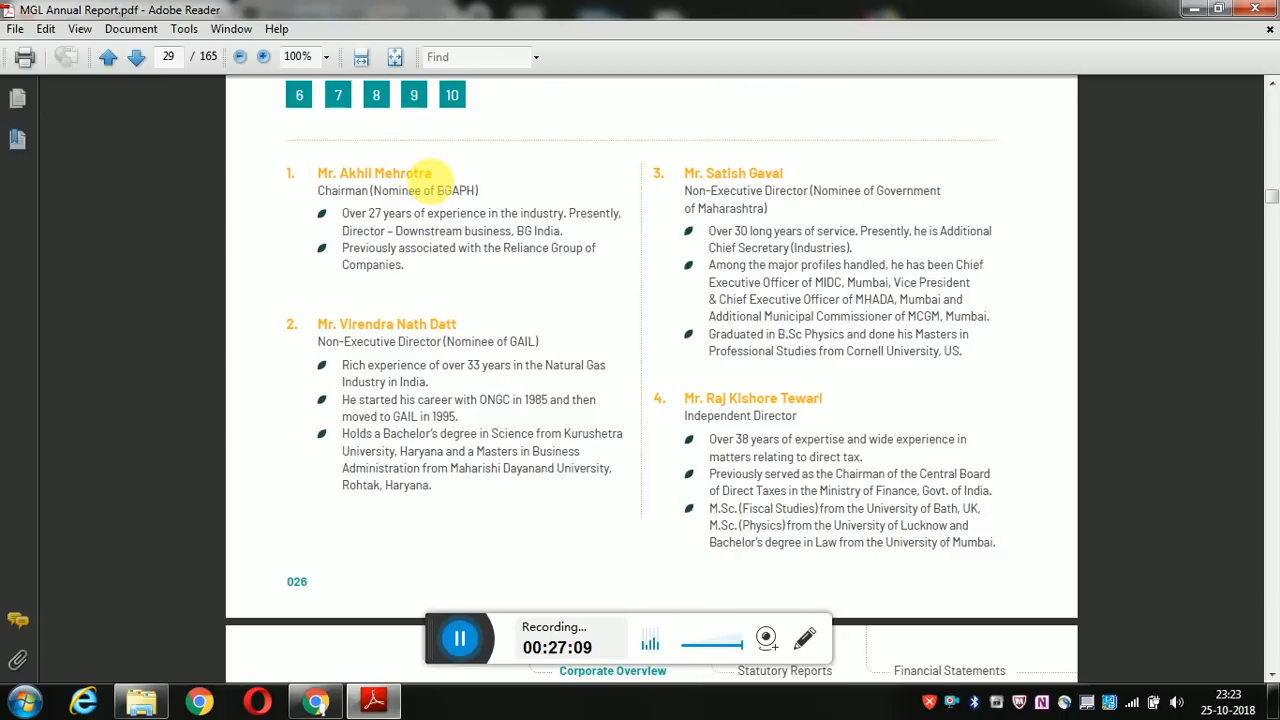 MGL Annual Report.pdf - Adobe Reader
File Edit View Document Tools Window Help
29 / 165 100% Find
6 7 8 9 10
1. Mr. Akhil Mehrotra
Chairman (Nominee of BGAPH)
Over 27 years of experience in the industry. Presently,
Director – Downstream business, BG India.
Previously associated with the Reliance Group of
Companies.
2. Mr. Virendra Nath Datt
Non-Executive Director (Nominee of GAIL)
Rich experience of over 33 years in the Natural Gas
Industry in India.
He started his career with ONGC in 1985 and then
moved to GAIL in 1995.
Holds a Bachelor's degree in Science from Kurushetra
University, Haryana and a Masters in Business
Administration from Maharishi Dayanand University,
Rohtak, Haryana.
3. Mr. Satish Gavai
Non-Executive Director (Nominee of Government
of Maharashtra)
Over 30 long years of service. Presently, he is Additional
Chief Secretary (Industries).
Among the major profiles handled, he has been Chief
Executive Officer of MIDC, Mumbai, Vice President
& Chief Executive Officer of MHADA, Mumbai and
Additional Municipal Commissioner of MCGM, Mumbai.
Graduated in B.Sc Physics and done his Masters in
Professional Studies from Cornell University, US.
4. Mr. Raj Kishore Tewari
Independent Director
Over 38 years of expertise and wide experience in
matters relating to direct tax.
Previously served as the Chairman of the Central Board
of Direct Taxes in the Ministry of Finance, Govt. of India.
M.Sc. (Fiscal Studies) from the University of Bath, UK,
M.Sc. (Physics) from the University of Lucknow and
Bachelor's degree in Law from the University of Mumbai.
026
Recording...
00:27:09
Corporate Overview Statutory Reports Financial Statements
23:23
25-10-2018